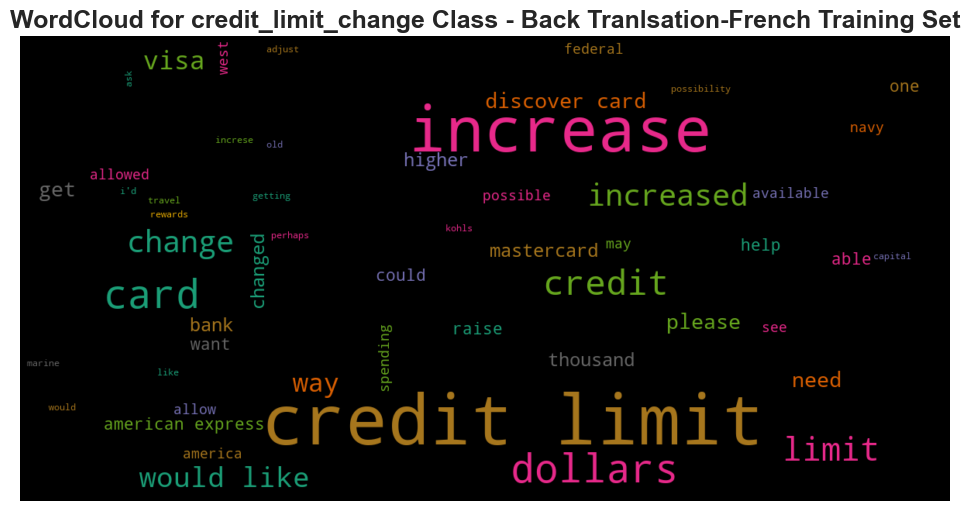 WordCloud for credit_limit_change Class - Back Tranlsation-French Training Set
adjust
federal
visa
west
ask
possibility
one
discover card
increase
navy
increse
old
higher
allowed
get
i'd
travel
getting
rewards
possible
increased
available
kohls
perhaps
change
changed
mastercard
may
help
able
capital
could
card
credit
bank
want
raise
please
see
spending
thousand
marine
like
way
need
would
allow
american express
credit limit
america
limit
would like
dollars